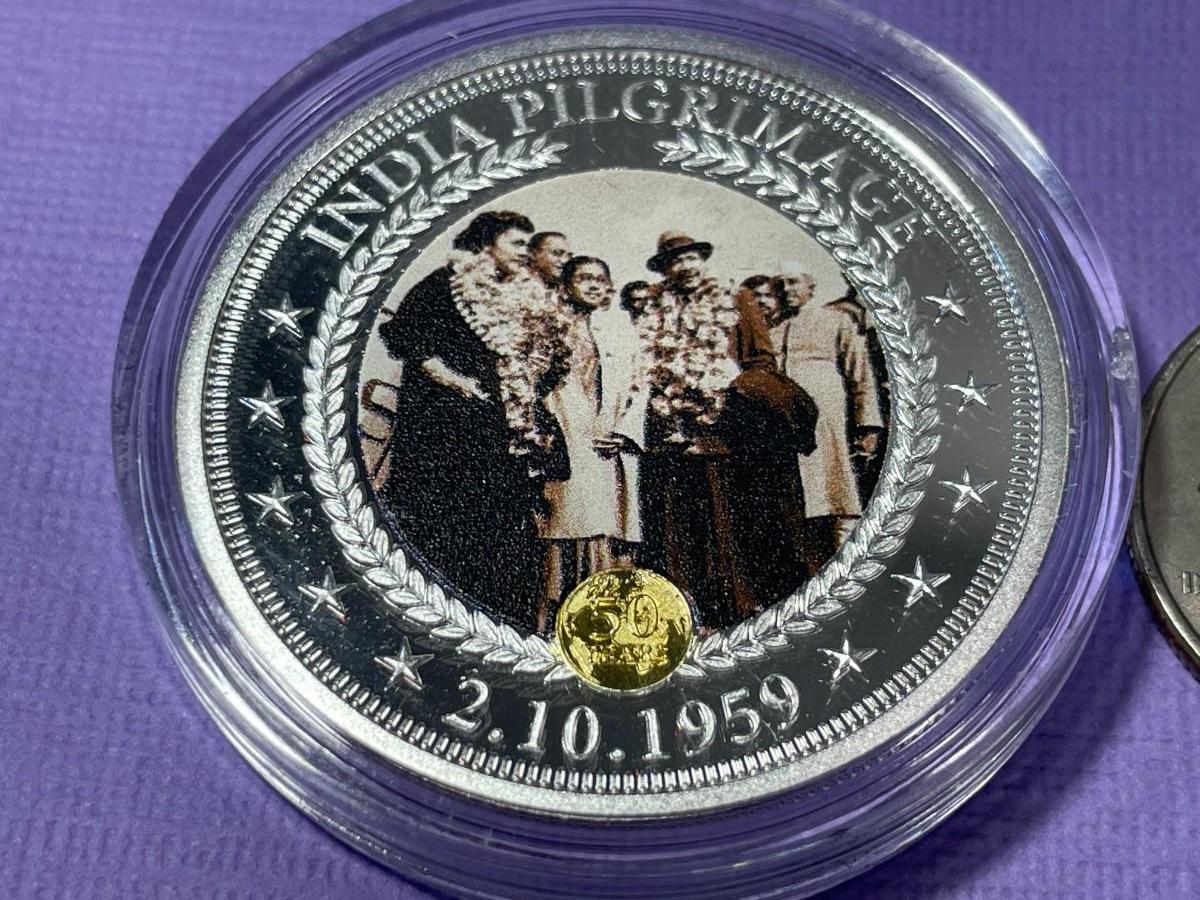 INDIA PILGRIMAGE
50
YEARS
2.10.1959